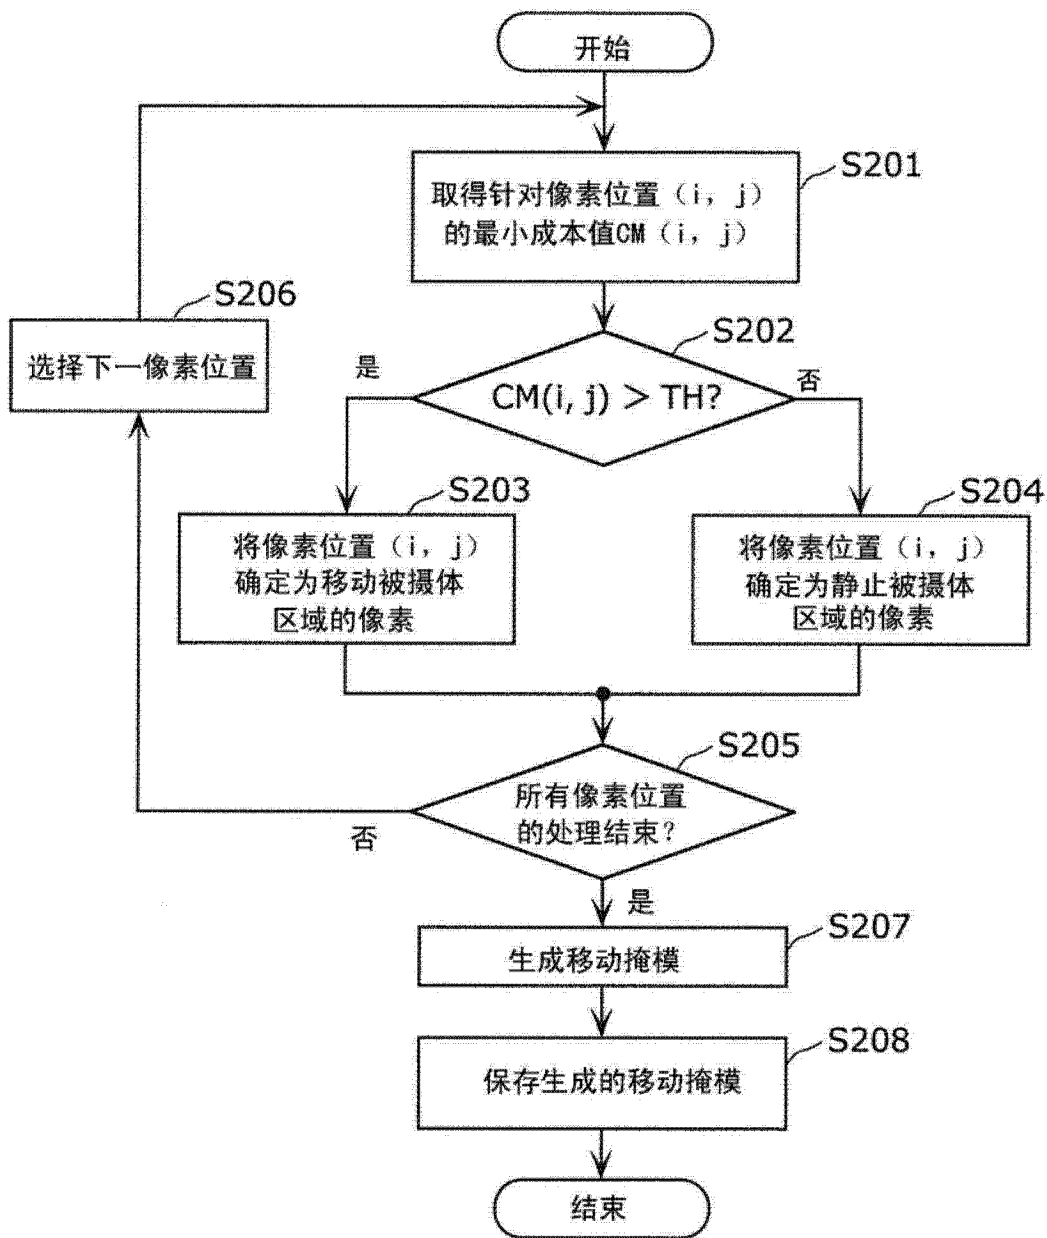 开始
S201
取得针对像素位置（i，j）
的最小成本值CM（i，j）
S206
选择下一像素位置
S202
是
CM(i, j) > TH?
否
S203
将像素位置（i，j）
确定为移动被摄体
区域的像素
S204
将像素位置（i，j）
确定为静止被摄体
区域的像素
S205
所有像素位置
的处理结束？
否
是
S207
生成移动掩模
S208
保存生成的移动掩模
结束